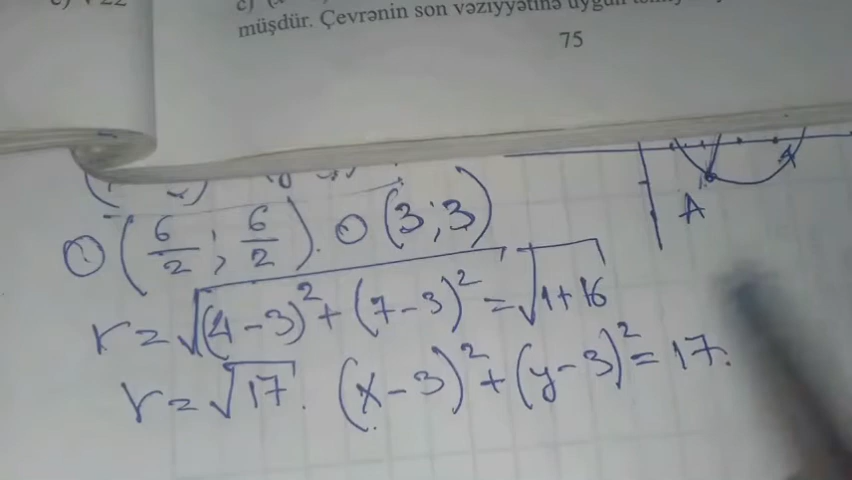 müşdür. Çevrənin son vəziyyətinə uyğun
75
O (6/2 ; 6/2). O (3;3)
A
r = √(4-3)² + (7-3)² = √1+16
r = √17. (x-3)² + (y-3)² = 17.